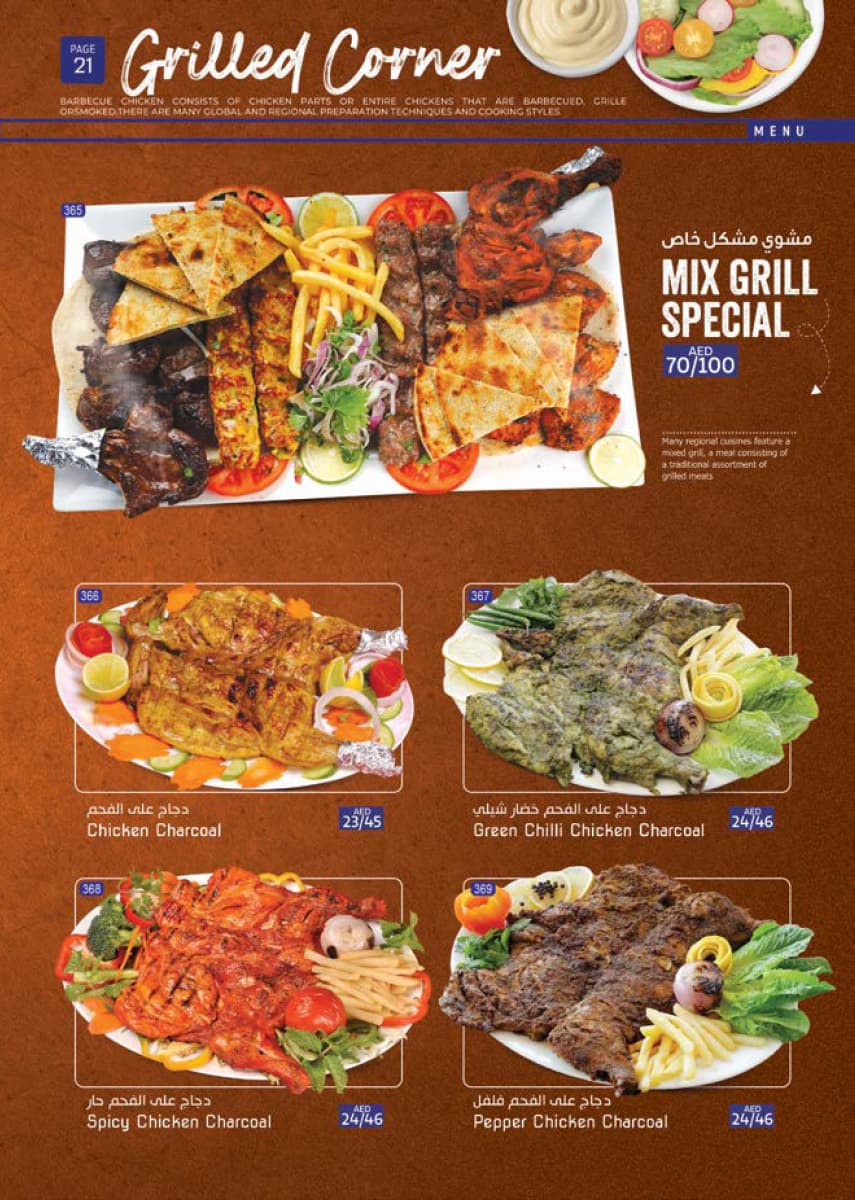 PAGE
21
Grilled Corner
BARBECUE CHICKEN CONSISTS OF CHICKEN PARTS OR ENTIRE CHICKENS THAT ARE BARBECUED, GRILLE
ORSMOKED.THERE ARE MANY GLOBAL AND REGIONAL PREPARATION TECHNIQUES AND COOKING STYLES
MENU
365
مشوي مشكل خاص
MIX GRILL
SPECIAL
AED
70/100
Many regional cuisines feature a
mixed grill, a meal consisting of
a traditional assortment of
grilled meats
366
دجاج على الفحم
Chicken Charcoal
AED
23/45
367
دجاج على الفحم خضار شيلي
Green Chilli Chicken Charcoal
AED
24/46
368
دجاج على الفحم حار
Spicy Chicken Charcoal
AED
24/46
369
دجاج على الفحم فلفل
Pepper Chicken Charcoal
AED
24/46